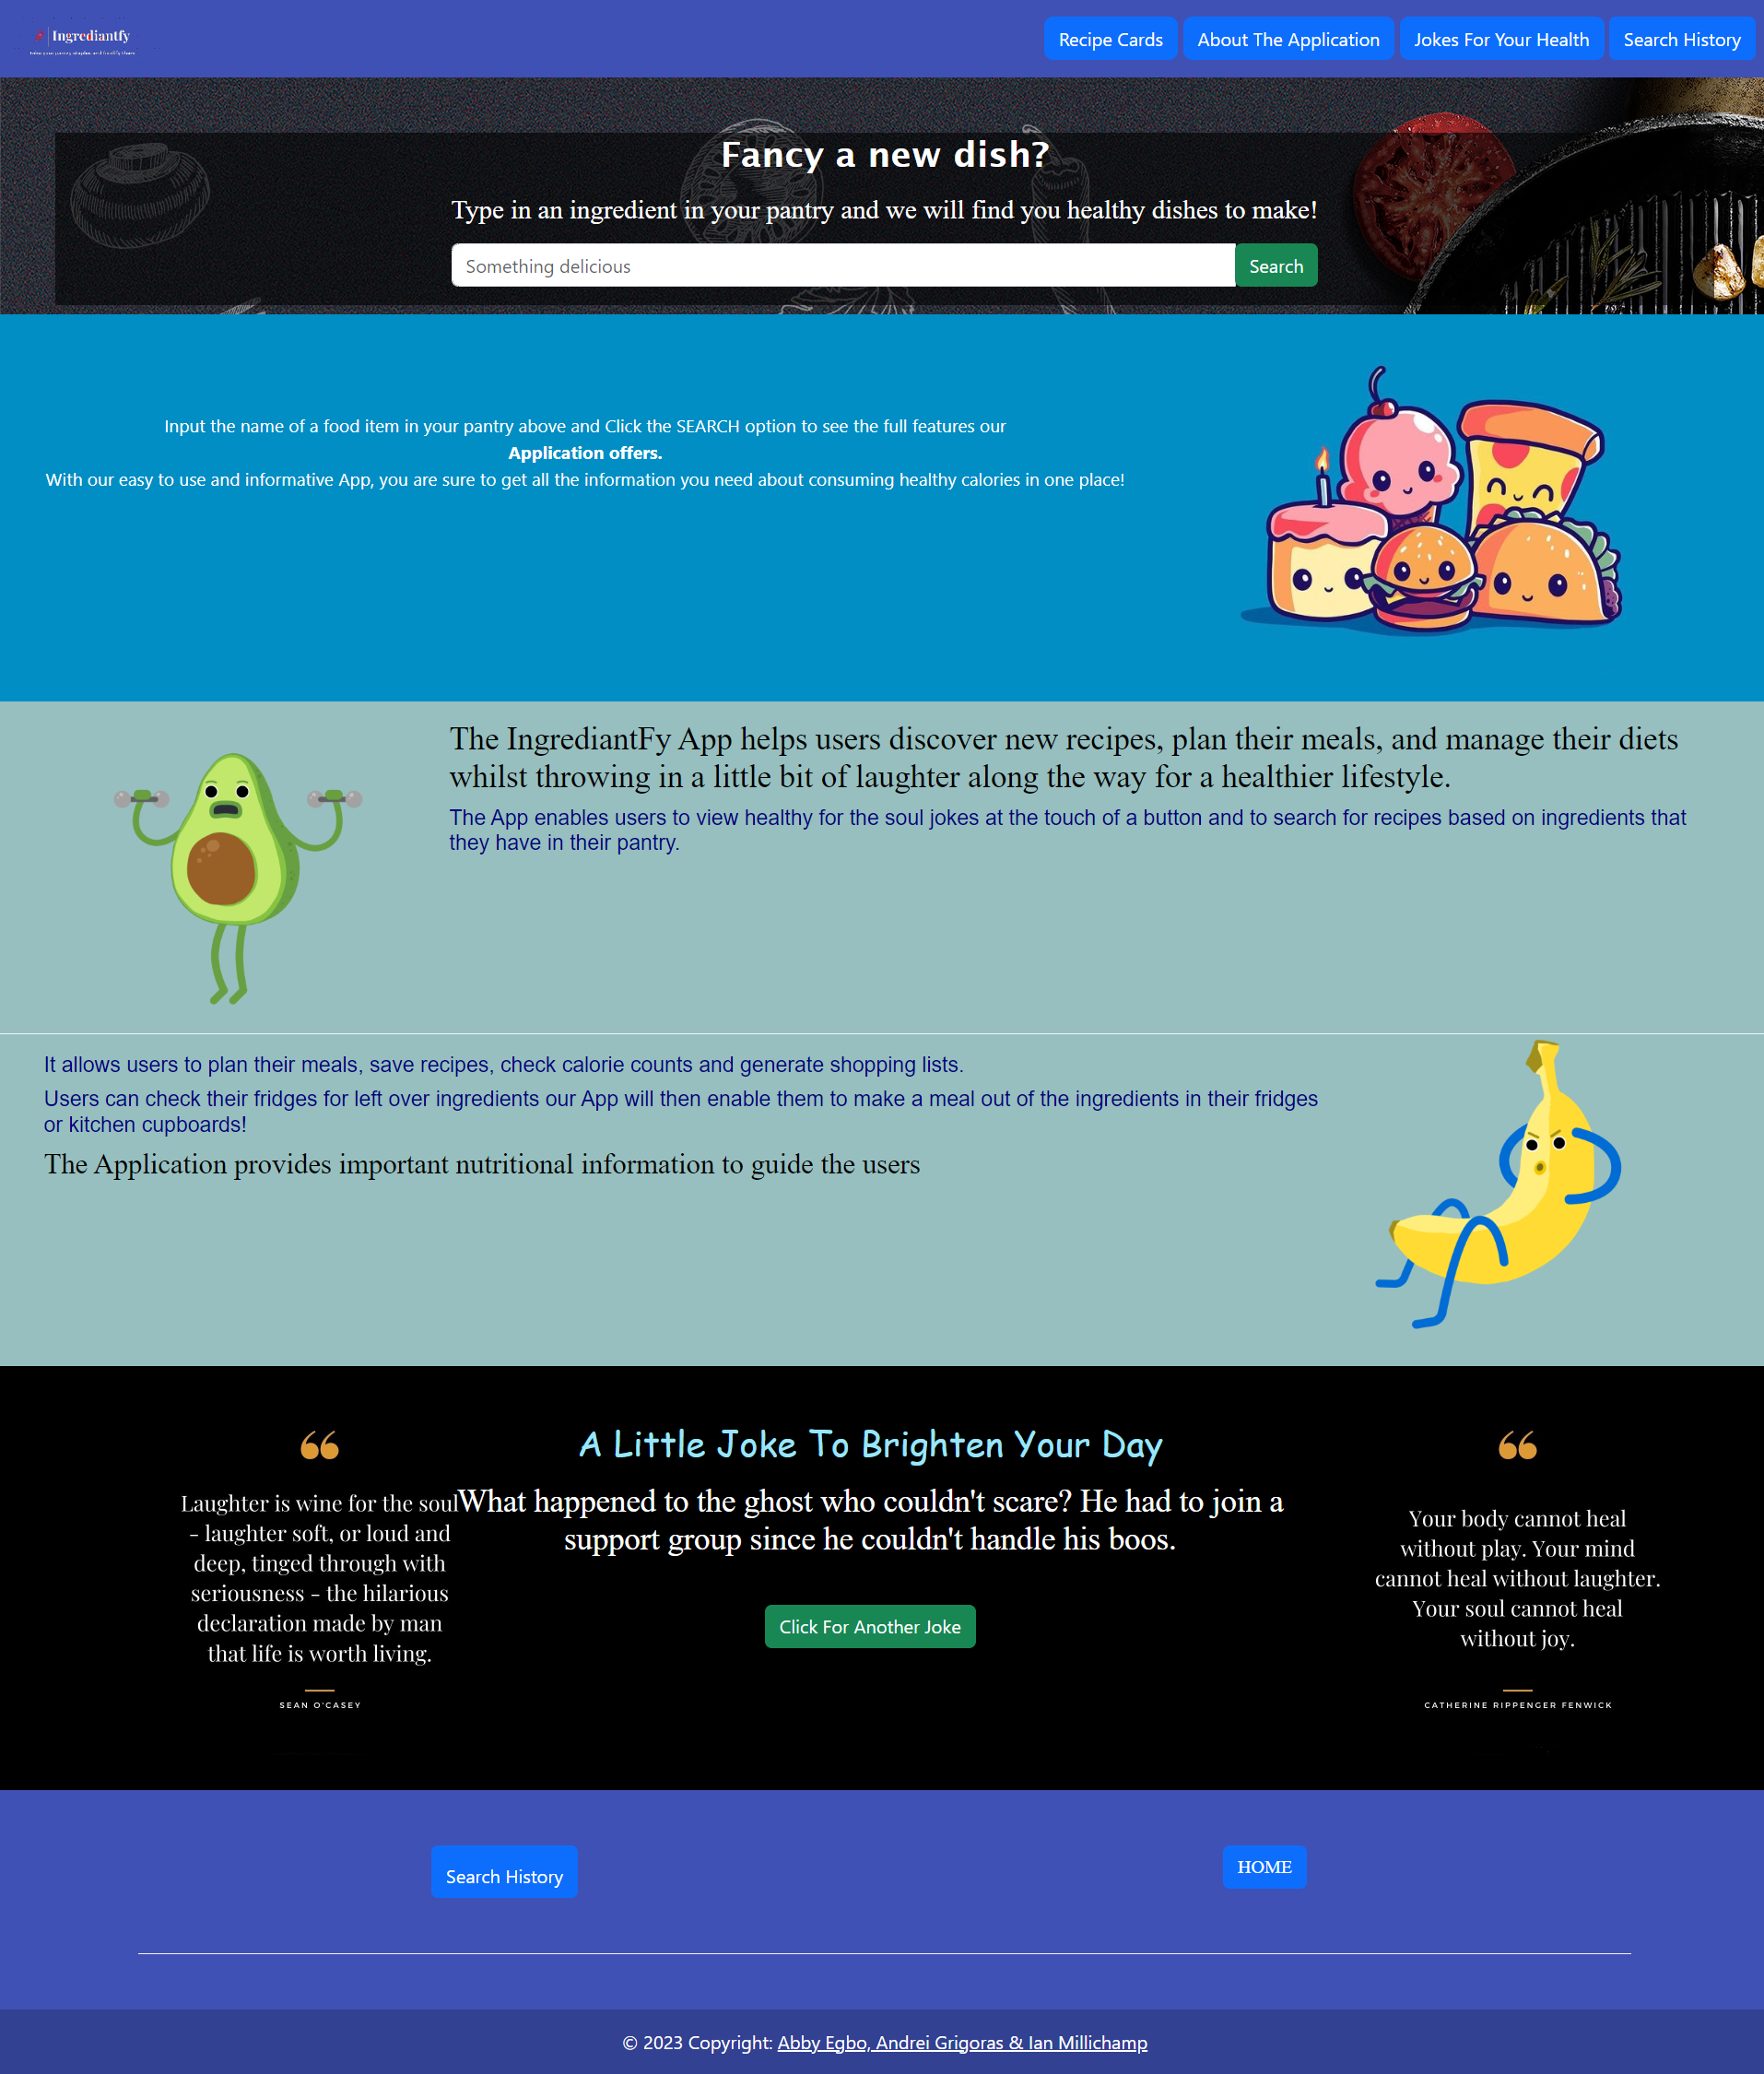 Ingrediantfy
Recipe Cards
About The Application
Jokes For Your Health
Search History
Fancy a new dish?
Type in an ingredient in your pantry and we will find you healthy dishes to make!
Something delicious
Search
Input the name of a food item in your pantry above and Click the SEARCH option to see the full features our
Application offers.
With our easy to use and informative App, you are sure to get all the information you need about consuming healthy calories in one place!
The IngrediantFy App helps users discover new recipes, plan their meals, and manage their diets
whilst throwing in a little bit of laughter along the way for a healthier lifestyle.
The App enables users to view healthy for the soul jokes at the touch of a button and to search for recipes based on ingredients that
they have in their pantry.
It allows users to plan their meals, save recipes, check calorie counts and generate shopping lists.
Users can check their fridges for left over ingredients our App will then enable them to make a meal out of the ingredients in their fridges
or kitchen cupboards!
The Application provides important nutritional information to guide the users
Laughter is wine for the soul
- laughter soft, or loud and
deep, tinged through with
seriousness - the hilarious
declaration made by man
that life is worth living.
SEAN O'CASEY
A Little Joke To Brighten Your Day
What happened to the ghost who couldn't scare? He had to join a
support group since he couldn't handle his boos.
Click For Another Joke
Your body cannot heal
without play. Your mind
cannot heal without laughter.
Your soul cannot heal
without joy.
CATHERINE RIPPENGER FENWICK
Search History
HOME
© 2023 Copyright: Abby Egbo, Andrei Grigoras & Ian Millichamp